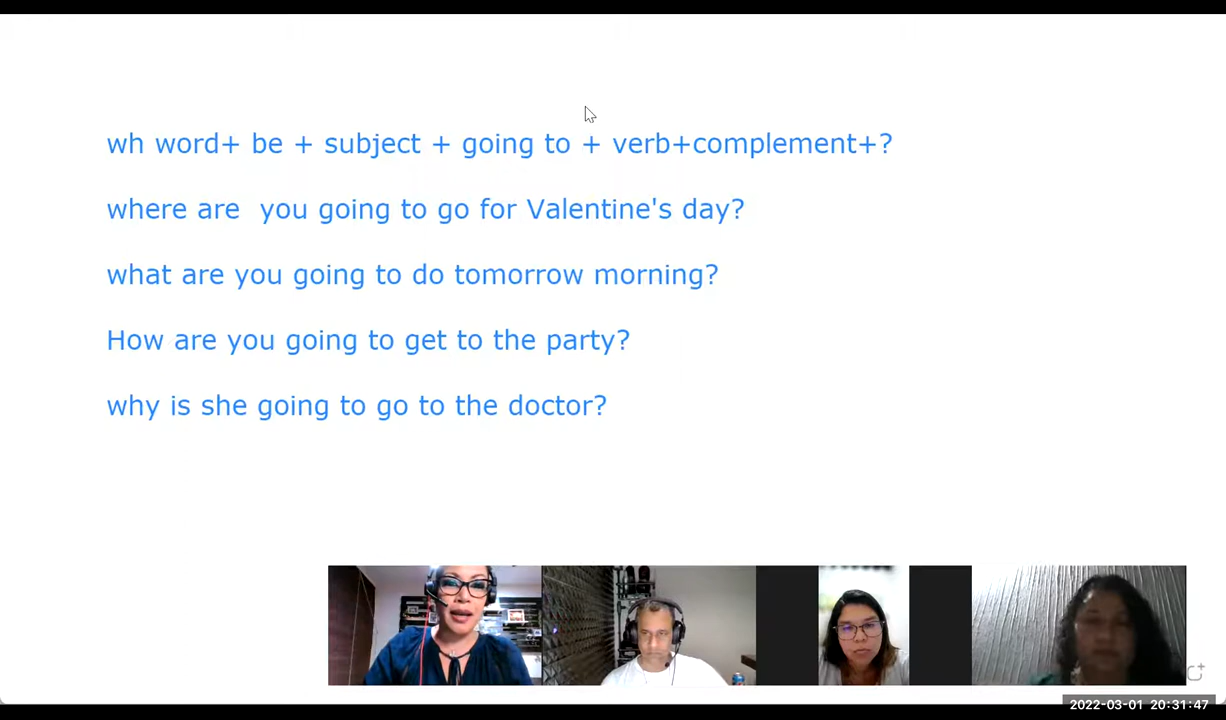 wh word+ be + subject + going to + verb+complement+?
where are  you going to go for Valentine's day?
what are you going to do tomorrow morning?
How are you going to get to the party?
why is she going to go to the doctor?
2022-03-01 20:31:47